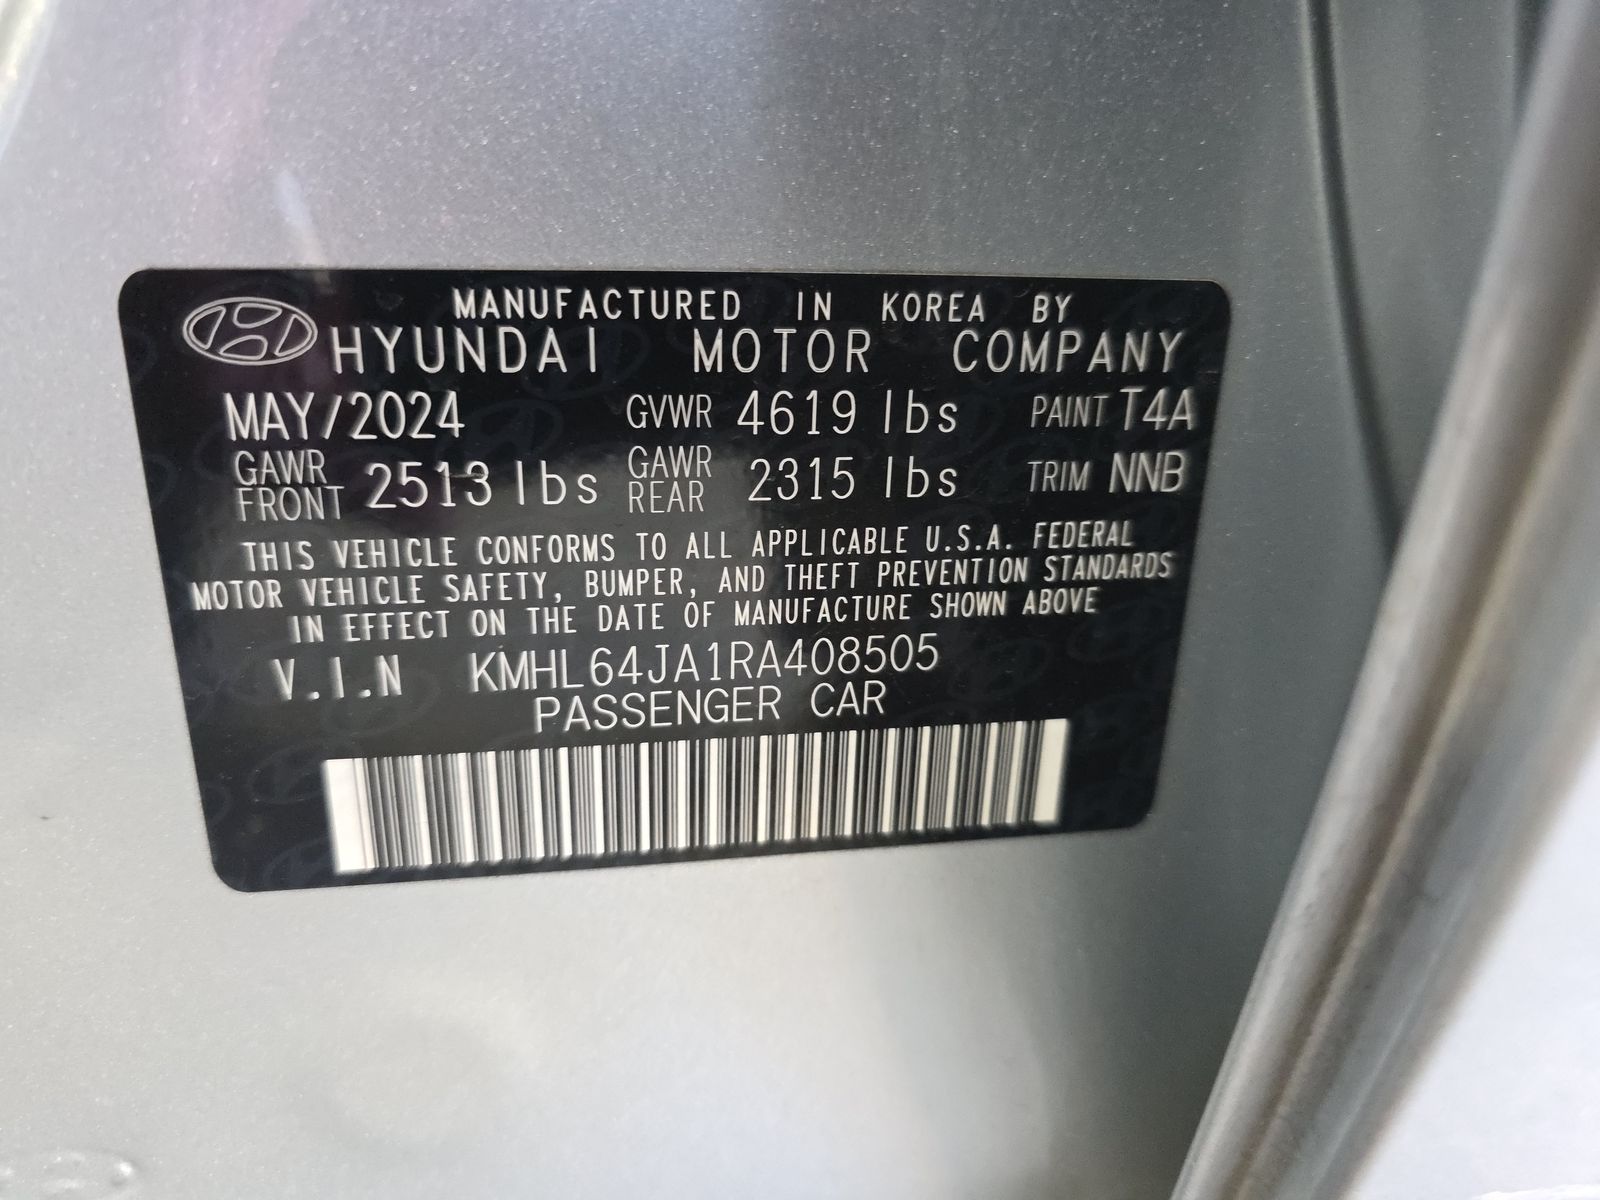 MANUFACTURED IN KOREA BY
HYUNDAI MOTOR COMPANY
MAY/2024 GVWR 4619 lbs PAINT T4A
GAWR FRONT 2513 lbs GAWR REAR 2315 lbs TRIM NNB
THIS VEHICLE CONFORMS TO ALL APPLICABLE U.S.A. FEDERAL
MOTOR VEHICLE SAFETY, BUMPER, AND THEFT PREVENTION STANDARDS
IN EFFECT ON THE DATE OF MANUFACTURE SHOWN ABOVE
V.I.N KMHL64JA1RA408505
PASSENGER CAR